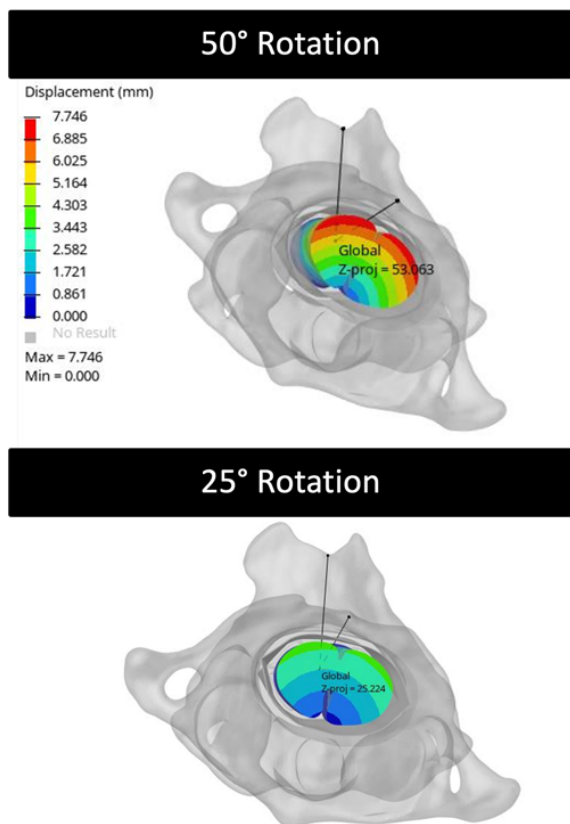 50° Rotation
Displacement (mm)
7.746
6.885
6.025
5.164
4.303
3.443
2.582
1.721
0.861
0.000
No Result
Max = 7.746
Min = 0.000
Global
Z-proj = 53.063
25° Rotation
Global
Z-proj = 25.224